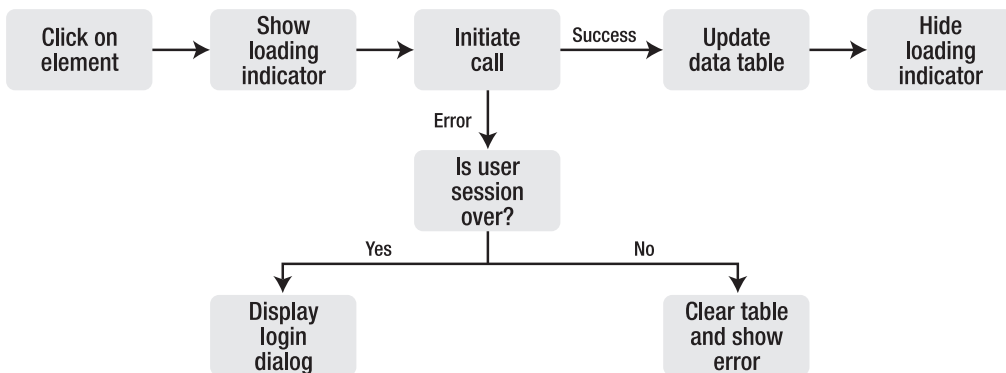 Click on
element
Show
loading
indicator
Initiate
call
Success
Update
data table
Hide
loading
indicator
Error
Is user
session
over?
Yes
No
Display
login
dialog
Clear table
and show
error